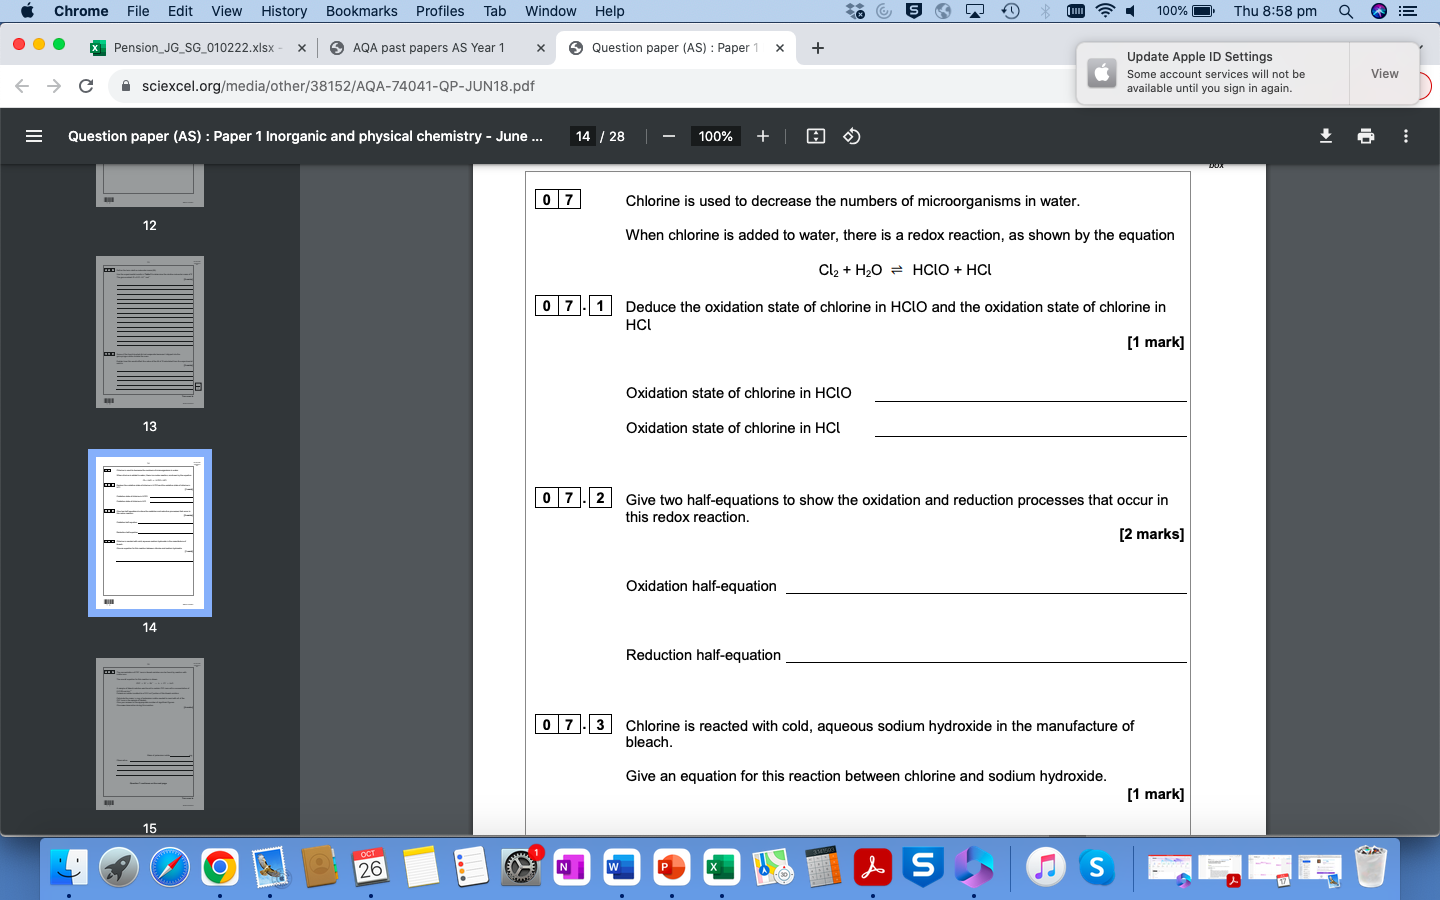 Chrome File Edit View History Bookmarks Profiles Tab Window Help 100% Thu 8:58 pm
Pension_JG_SG_010222.xlsx - AQA past papers AS Year 1 Question paper (AS) : Paper 1
Update Apple ID Settings
Some account services will not be
available until you sign in again.
View
sciexcel.org/media/other/38152/AQA-74041-QP-JUN18.pdf
Question paper (AS) : Paper 1 Inorganic and physical chemistry - June ... 14 / 28 100%
box
12
13
14
15
0 7 Chlorine is used to decrease the numbers of microorganisms in water.
When chlorine is added to water, there is a redox reaction, as shown by the equation
Cl₂ + H₂O ⇌ HClO + HCl
0 7 . 1 Deduce the oxidation state of chlorine in HClO and the oxidation state of chlorine in
HCl
[1 mark]
Oxidation state of chlorine in HClO
Oxidation state of chlorine in HCl
0 7 . 2 Give two half-equations to show the oxidation and reduction processes that occur in
this redox reaction.
[2 marks]
Oxidation half-equation
Reduction half-equation
0 7 . 3 Chlorine is reacted with cold, aqueous sodium hydroxide in the manufacture of
bleach.
Give an equation for this reaction between chlorine and sodium hydroxide.
[1 mark]
OCT
26
1
N
W
P
X
3D
S
S
17